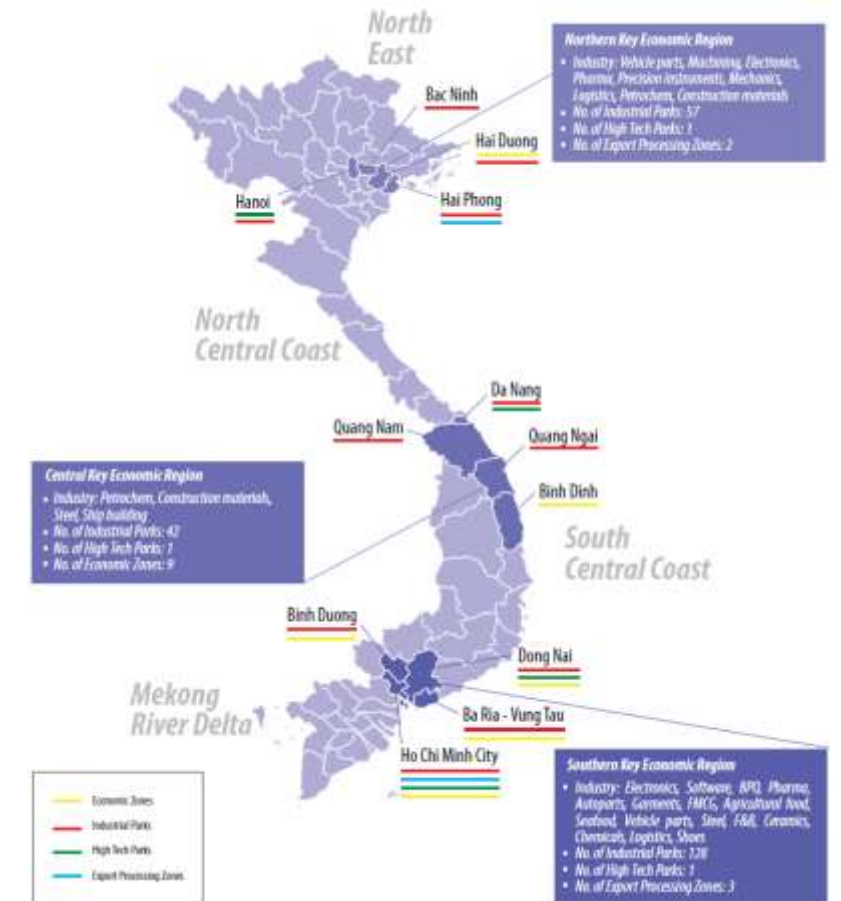 North
East
Northern Key Economic Region
• Industry: Vehicle parts, Machining, Electronics,
Pharma, Precision instruments, Mechanics,
Logistics, Petrochem, Construction materials
• No. of Industrial Parks: 57
• No. of High Tech Parks: 1
• No. of Export Processing Zones: 2
Bac Ninh
Hai Duong
Hanoi
Hai Phong
North
Central Coast
Da Nang
Quang Nam
Quang Ngai
Central Key Economic Region
• Industry: Petrochem, Construction materials,
Steel, Ship building
• No. of Industrial Parks: 42
• No. of High Tech Parks: 1
• No. of Economic Zones: 9
Binh Dinh
South
Central Coast
Binh Duong
Dong Nai
Mekong
River Delta
Ba Ria - Vung Tau
Ho Chi Minh City
Southern Key Economic Region
• Industry: Electronics, Software, BPO, Pharma,
Autoparts, Garments, FMCG, Agricultural food,
Seafood, Vehicle parts, Steel, F&B, Ceramics,
Chemicals, Logistics, Shoes
• No. of Industrial Parks: 128
• No. of High Tech Parks: 1
• No. of Export Processing Zones: 3
Economic Zones
Industrial Parks
High Tech Parks
Export Processing Zones